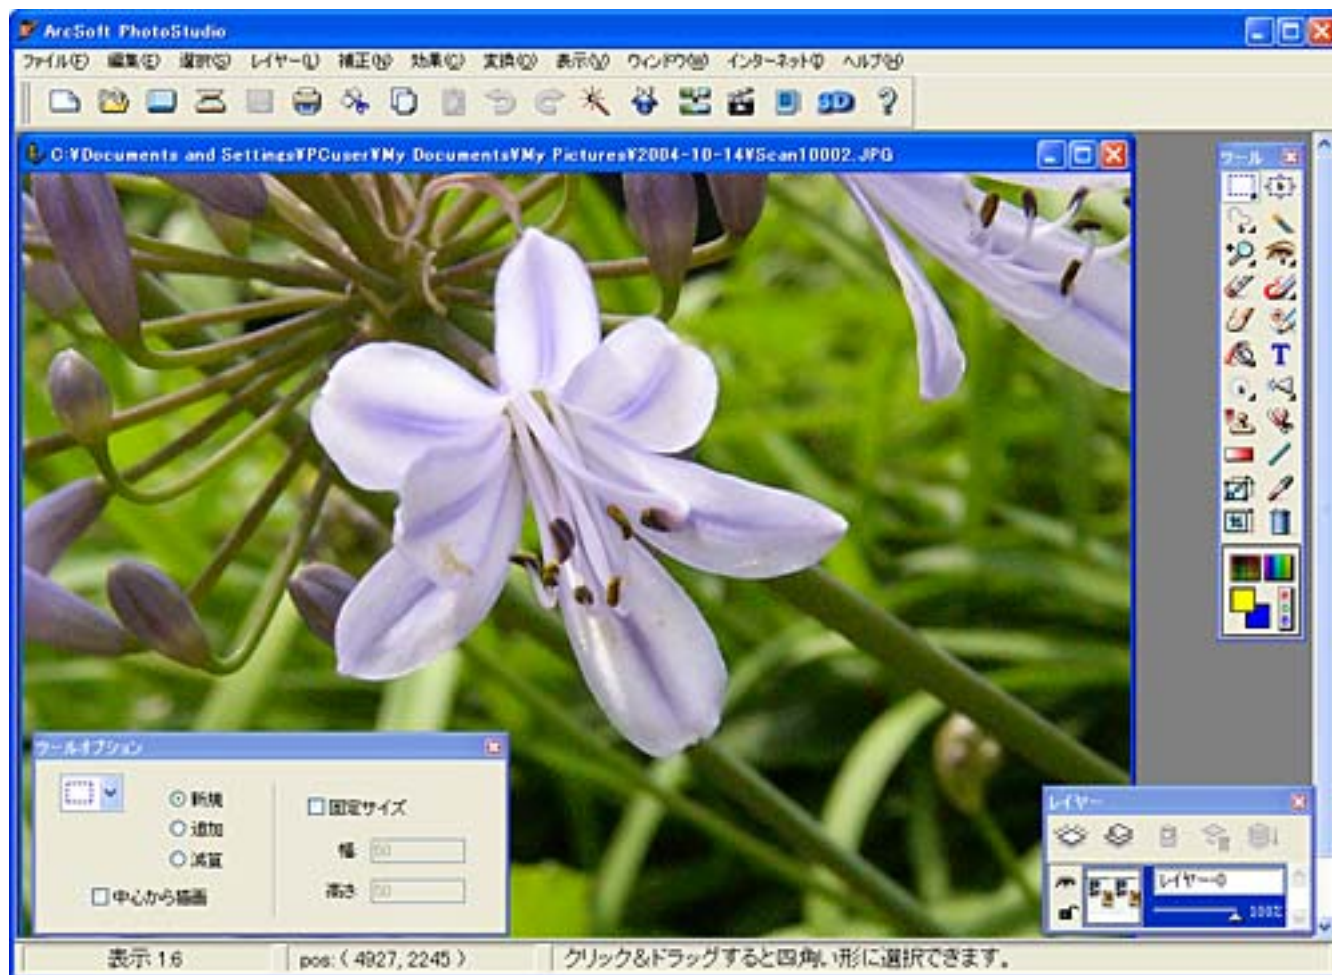 ArcSoft PhotoStudio
ファイル(F) 編集(E) 選択(S) レイヤー(L) 補正(N) 効果(C) 変換(O) 表示(V) ウィンドウ(W) インターネット(I) ヘルプ(H)
3D ?
C:¥Documents and Settings¥PCuser¥My Documents¥My Pictures¥2004-10-14¥Scan10002.JPG
ツール
T
ツールオプション
新規
追加
減算
中心から描画
固定サイズ
幅 50
高さ 50
レイヤー
レイヤー0
100%
表示 1:6
pos: ( 4927, 2245 )
クリック&ドラッグすると四角い形に選択できます。